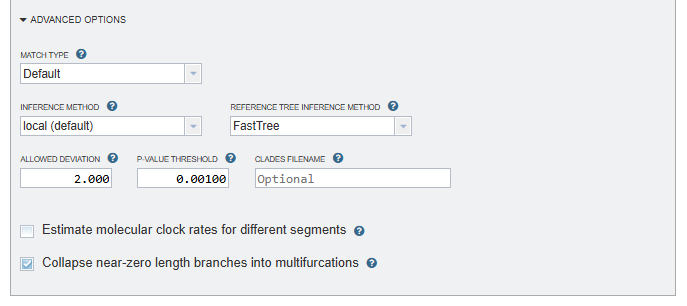 ADVANCED OPTIONS
MATCH TYPE
Default
INFERENCE METHOD REFERENCE TREE INFERENCE METHOD
local (default) FastTree
ALLOWED DEVIATION P-VALUE THRESHOLD CLADES FILENAME
2.000 0.00100 Optional
Estimate molecular clock rates for different segments
Collapse near-zero length branches into multifurcations